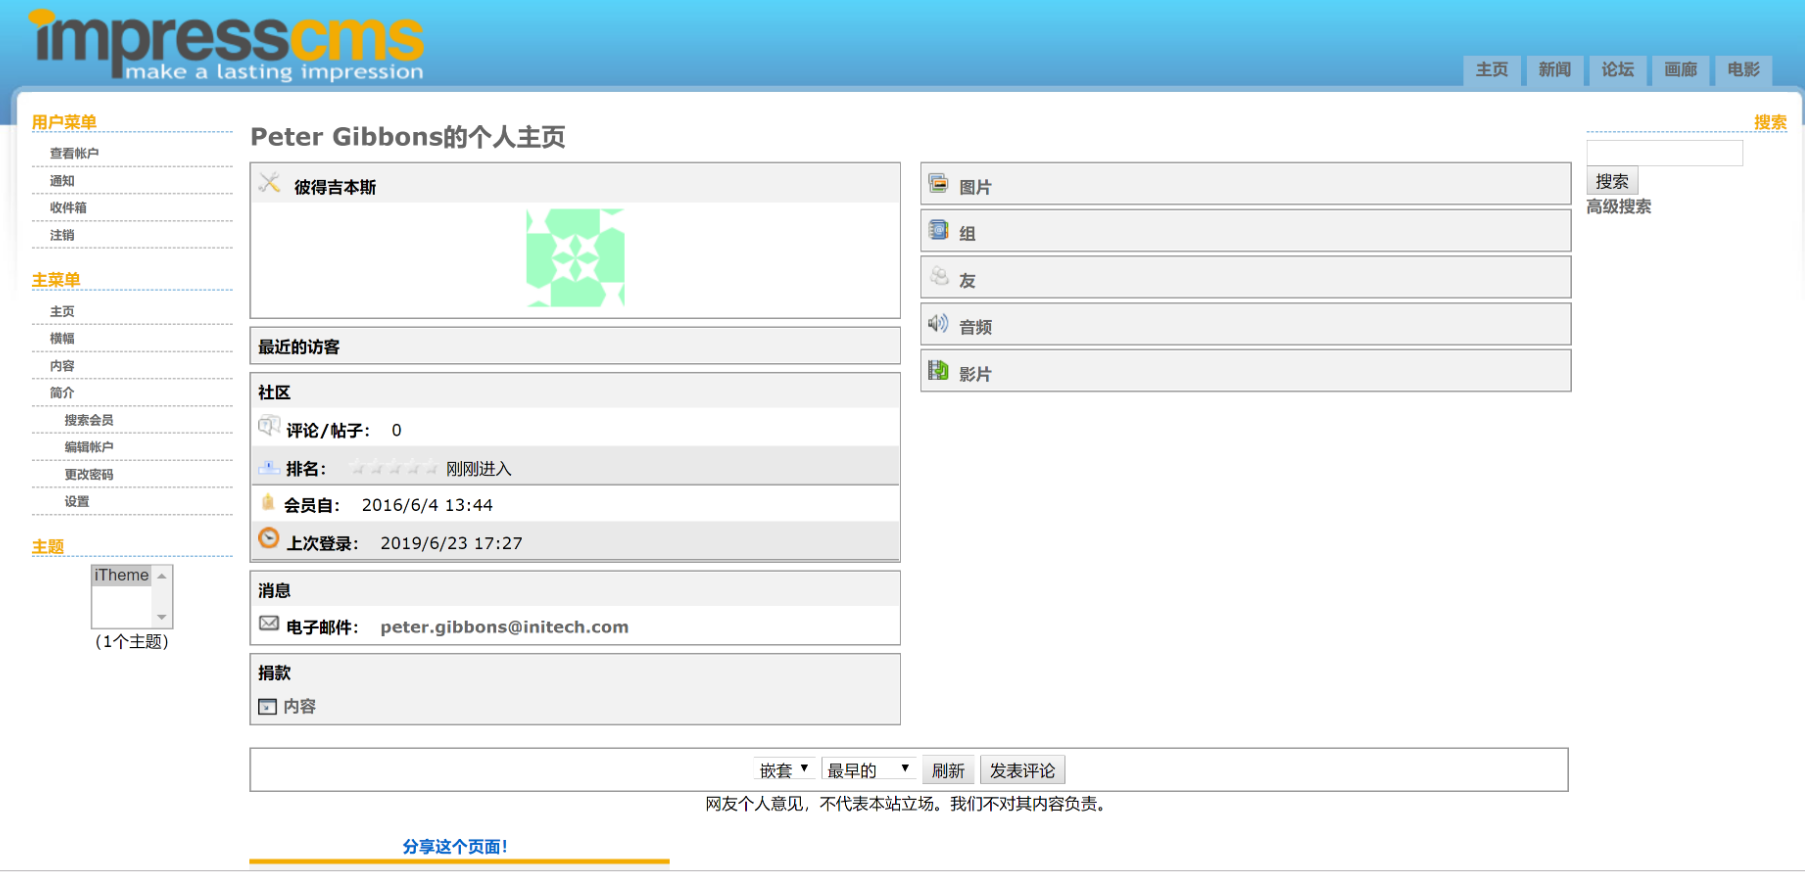 impresscms
make a lasting impression
主页 新闻 论坛 画廊 电影
用户菜单
查看帐户
通知
收件箱
注销
主菜单
主页
横幅
内容
简介
搜索会员
编辑帐户
更改密码
设置
主题
iTheme
(1个主题)
Peter Gibbons的个人主页
彼得吉本斯
最近的访客
社区
评论/帖子： 0
排名： 刚刚进入
会员自： 2016/6/4 13:44
上次登录： 2019/6/23 17:27
消息
电子邮件： peter.gibbons@initech.com
捐款
内容
图片
组
友
音频
影片
搜索
搜索
高级搜索
嵌套 最早的 刷新 发表评论
网友个人意见，不代表本站立场。我们不对其内容负责。
分享这个页面！